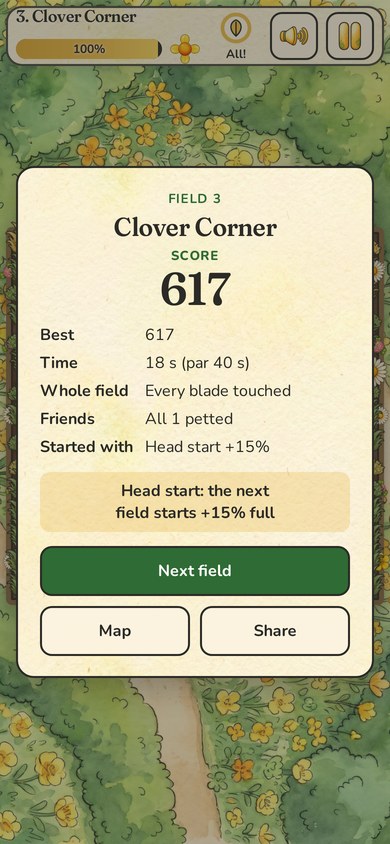 3. Clover Corner
100%
All!
FIELD 3
Clover Corner
SCORE
617
Best 617
Time 18 s (par 40 s)
Whole field Every blade touched
Friends All 1 petted
Started with Head start +15%
Head start: the next
field starts +15% full
Next field
Map Share